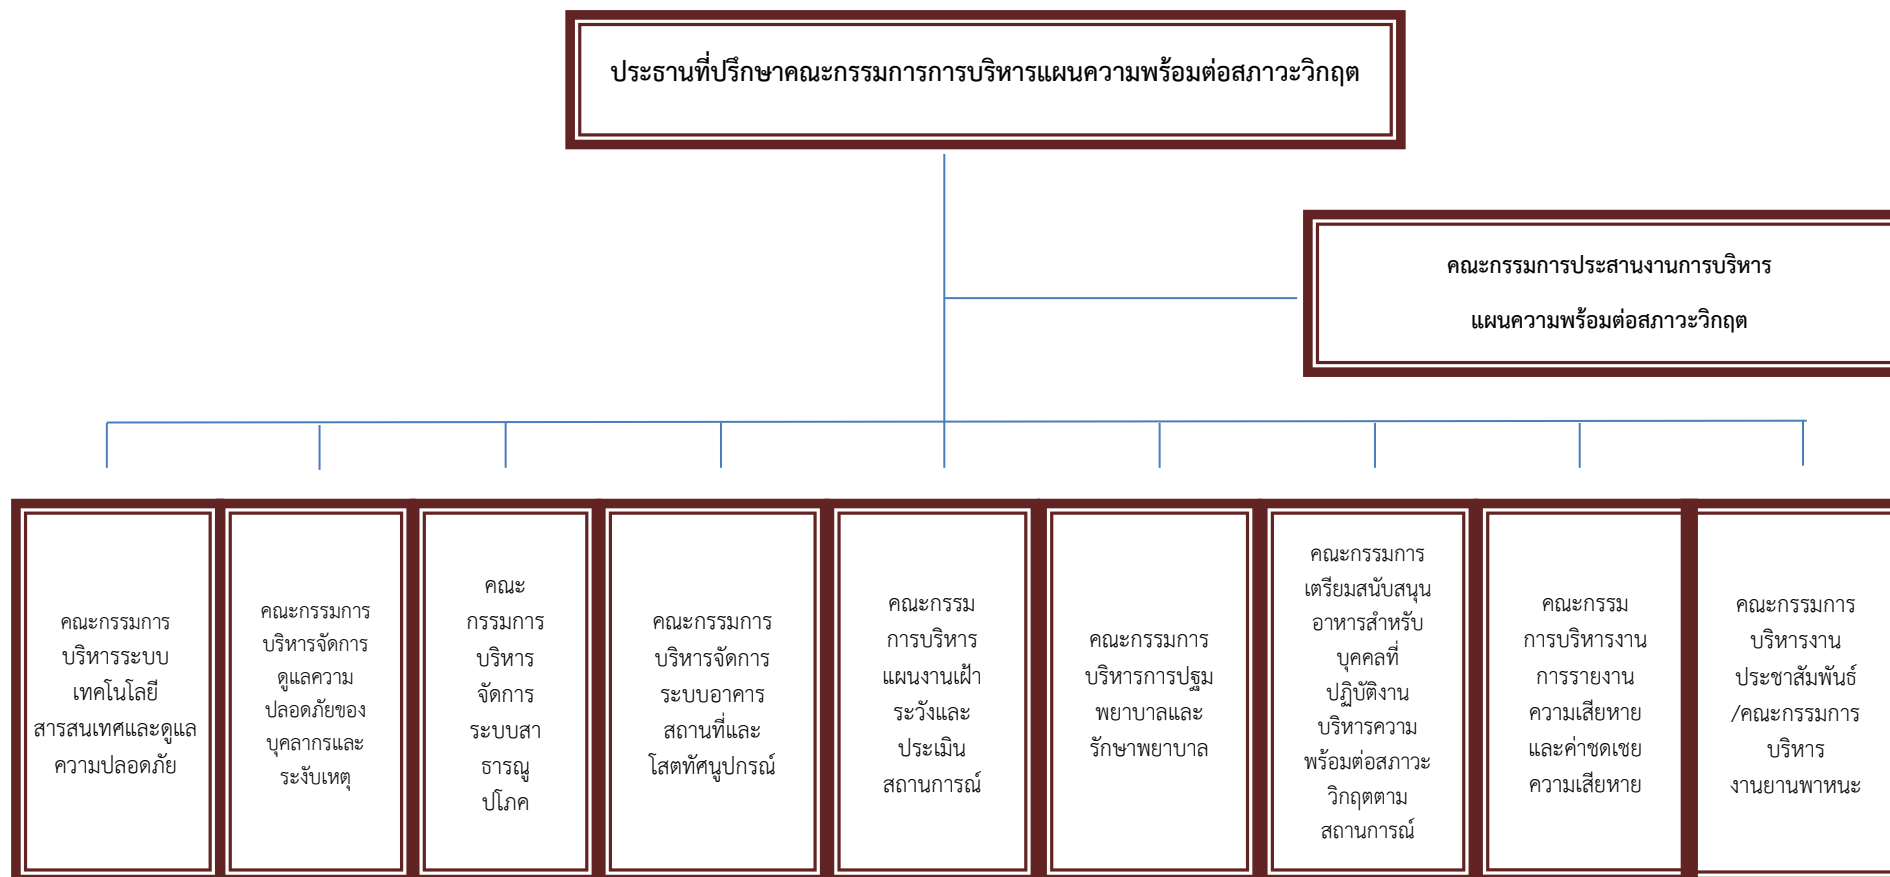 ประธานที่ปรึกษาคณะกรรมการการบริหารแผนความพร้อมต่อสภาวะวิกฤต
คณะกรรมการประสานงานการบริหาร
แผนความพร้อมต่อสภาวะวิกฤต
คณะกรรมการ
บริหารระบบ
เทคโนโลยี
สารสนเทศและดูแล
ความปลอดภัย
คณะกรรมการ
บริหารจัดการ
ดูแลความ
ปลอดภัยของ
บุคลากรและ
ระงับเหตุ
คณะ
กรรมการ
บริหาร
จัดการ
ระบบสา
ธารณู
ปโภค
คณะกรรมการ
บริหารจัดการ
ระบบอาคาร
สถานที่และ
โสตทัศนูปกรณ์
คณะกรรม
การบริหาร
แผนงานเฝ้า
ระวังและ
ประเมิน
สถานการณ์
คณะกรรมการ
บริหารการปฐม
พยาบาลและ
รักษาพยาบาล
คณะกรรมการ
เตรียมสนับสนุน
อาหารสำหรับ
บุคคลที่
ปฏิบัติงาน
บริหารความ
พร้อมต่อสภาวะ
วิกฤตตาม
สถานการณ์
คณะกรรม
การบริหารงาน
การรายงาน
ความเสียหาย
และค่าชดเชย
ความเสียหาย
คณะกรรมการ
บริหารงาน
ประชาสัมพันธ์
/คณะกรรมการ
บริหาร
งานยานพาหนะ